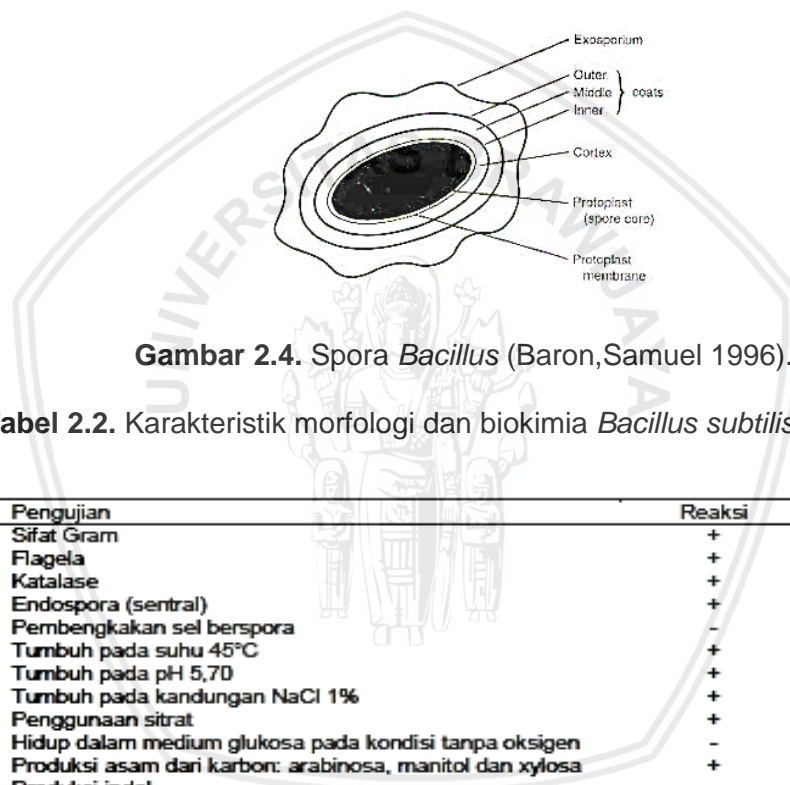 Exosporium
Outer
Middle coats
Inner
Cortex
Protoplast
(spore core)
Protoplast
membrane
UNIVERSITAS BRAWIJAYA
Gambar 2.4. Spora Bacillus (Baron,Samuel 1996).
abel 2.2. Karakteristik morfologi dan biokimia Bacillus subtilis
Pengujian Reaksi
Sifat Gram +
Flagela +
Katalase +
Endospora (sentral) +
Pembengkakan sel berspora -
Tumbuh pada suhu 45°C +
Tumbuh pada pH 5,70 +
Tumbuh pada kandungan NaCl 1% +
Penggunaan sitrat +
Hidup dalam medium glukosa pada kondisi tanpa oksigen -
Produksi asam dari karbon: arabinosa, manitol dan xylosa +